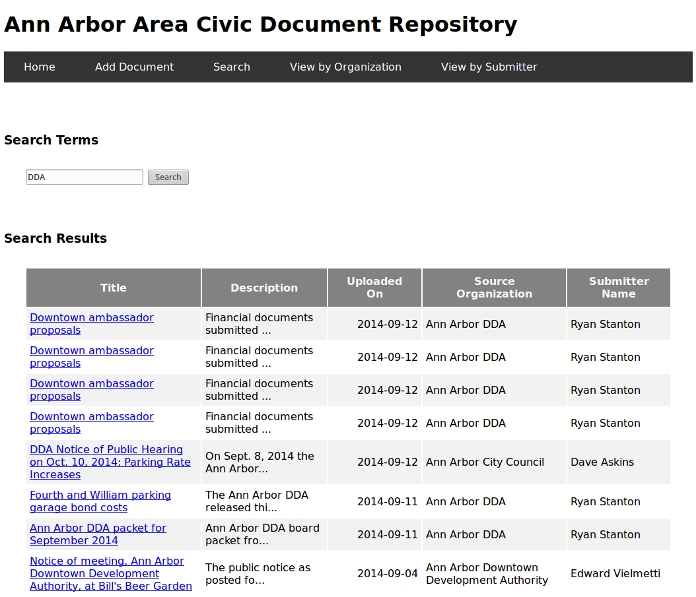 Ann Arbor Area Civic Document Repository
Home Add Document Search View by Organization View by Submitter
Search Terms
DDA Search
Search Results
Title Description Uploaded On Source Organization Submitter Name
Downtown ambassador proposals Financial documents submitted ... 2014-09-12 Ann Arbor DDA Ryan Stanton
Downtown ambassador proposals Financial documents submitted ... 2014-09-12 Ann Arbor DDA Ryan Stanton
Downtown ambassador proposals Financial documents submitted ... 2014-09-12 Ann Arbor DDA Ryan Stanton
Downtown ambassador proposals Financial documents submitted ... 2014-09-12 Ann Arbor DDA Ryan Stanton
DDA Notice of Public Hearing on Oct. 10, 2014: Parking Rate Increases On Sept. 8, 2014 the Ann Arbor... 2014-09-12 Ann Arbor City Council Dave Askins
Fourth and William parking garage bond costs The Ann Arbor DDA released thi... 2014-09-11 Ann Arbor DDA Ryan Stanton
Ann Arbor DDA packet for September 2014 Ann Arbor DDA board packet fro... 2014-09-11 Ann Arbor DDA Ryan Stanton
Notice of meeting, Ann Arbor Downtown Development Authority, at Bill's Beer Garden The public notice as posted fo... 2014-09-04 Ann Arbor Downtown Development Authority Edward Vielmetti